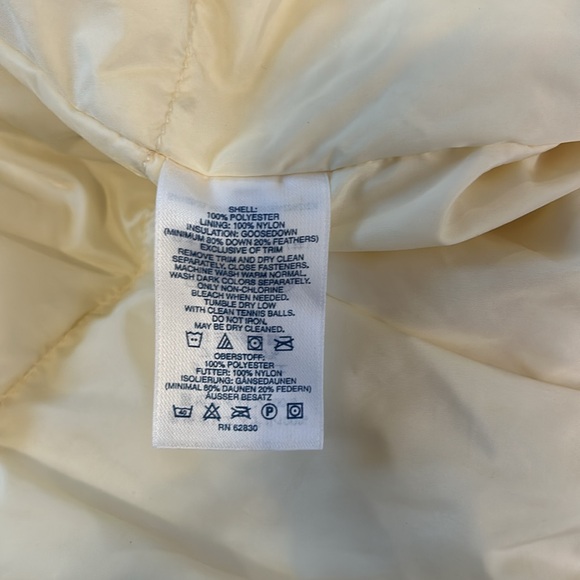 SHELL:
100% POLYESTER
LINING: 100% NYLON
INSULATION: GOOSEDOWN
(MINIMUM 80% DOWN 20% FEATHERS)
EXCLUSIVE OF TRIM
REMOVE TRIM AND DRY CLEAN
SEPARATELY. CLOSE FASTENERS.
MACHINE WASH WARM NORMAL.
WASH DARK COLORS SEPARATELY.
ONLY NON-CHLORINE
BLEACH WHEN NEEDED.
TUMBLE DRY LOW
WITH CLEAN TENNIS BALLS.
DO NOT IRON.
MAY BE DRY CLEANED.
OBERSTOFF:
100% POLYESTER
FUTTER: 100% NYLON
ISOLIERUNG: GÄNSEDAUNEN
(MINIMAL 80% DAUNEN 20% FEDERN)
ÄUSSER BESATZ
40 P
RN 62830